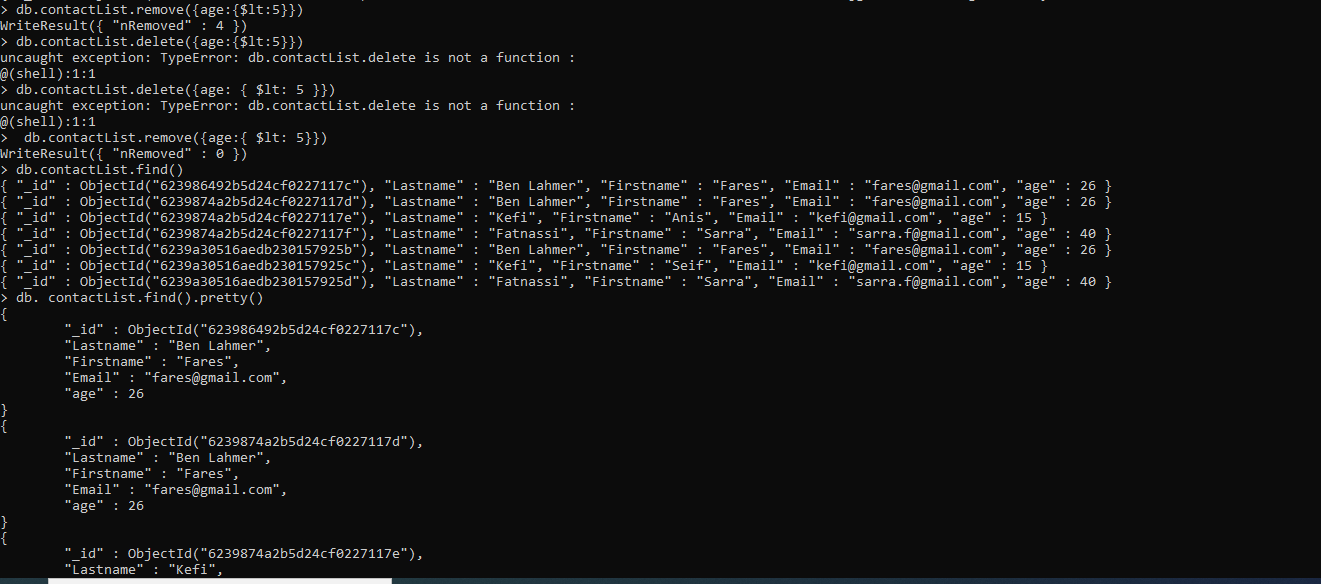 > db.contactList.remove({age:{$lt:5}})
WriteResult({ "nRemoved" : 4 })
> db.contactList.delete({age:{$lt:5}})
uncaught exception: TypeError: db.contactList.delete is not a function :
@(shell):1:1
> db.contactList.delete({age: { $lt: 5 }})
uncaught exception: TypeError: db.contactList.delete is not a function :
@(shell):1:1
>  db.contactList.remove({age:{ $lt: 5}})
WriteResult({ "nRemoved" : 0 })
> db.contactList.find()
{ "_id" : ObjectId("623986492b5d24cf0227117c"), "Lastname" : "Ben Lahmer", "Firstname" : "Fares", "Email" : "fares@gmail.com", "age" : 26 }
{ "_id" : ObjectId("6239874a2b5d24cf0227117d"), "Lastname" : "Ben Lahmer", "Firstname" : "Fares", "Email" : "fares@gmail.com", "age" : 26 }
{ "_id" : ObjectId("6239874a2b5d24cf0227117e"), "Lastname" : "Kefi", "Firstname" : "Anis", "Email" : "kefi@gmail.com", "age" : 15 }
{ "_id" : ObjectId("6239874a2b5d24cf0227117f"), "Lastname" : "Fatnassi", "Firstname" : "Sarra", "Email" : "sarra.f@gmail.com", "age" : 40 }
{ "_id" : ObjectId("6239a30516aedb230157925b"), "Lastname" : "Ben Lahmer", "Firstname" : "Fares", "Email" : "fares@gmail.com", "age" : 26 }
{ "_id" : ObjectId("6239a30516aedb230157925c"), "Lastname" : "Kefi", "Firstname" : "Seif", "Email" : "kefi@gmail.com", "age" : 15 }
{ "_id" : ObjectId("6239a30516aedb230157925d"), "Lastname" : "Fatnassi", "Firstname" : "Sarra", "Email" : "sarra.f@gmail.com", "age" : 40 }
> db. contactList.find().pretty()
{
        "_id" : ObjectId("623986492b5d24cf0227117c"),
        "Lastname" : "Ben Lahmer",
        "Firstname" : "Fares",
        "Email" : "fares@gmail.com",
        "age" : 26
}
{
        "_id" : ObjectId("6239874a2b5d24cf0227117d"),
        "Lastname" : "Ben Lahmer",
        "Firstname" : "Fares",
        "Email" : "fares@gmail.com",
        "age" : 26
}
{
        "_id" : ObjectId("6239874a2b5d24cf0227117e"),
        "Lastname" : "Kefi",